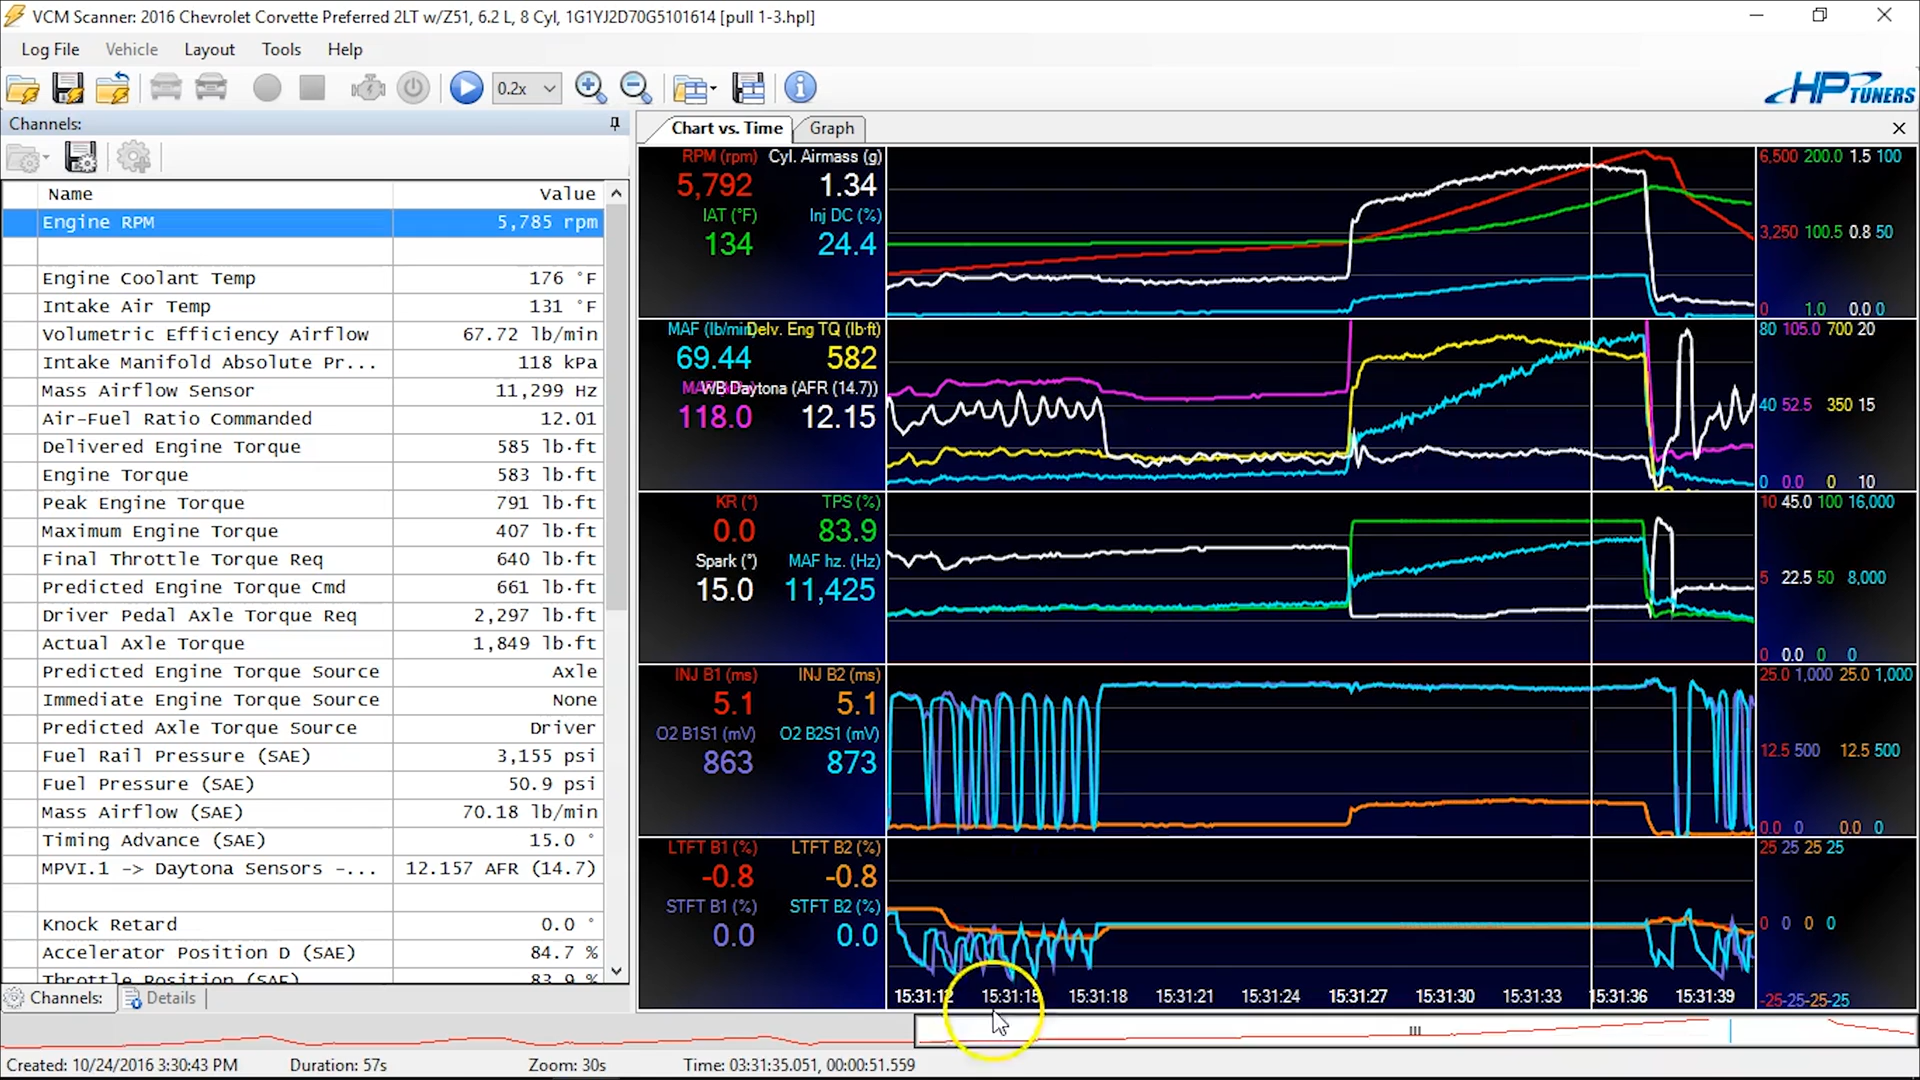 VCM Scanner: 2016 Chevrolet Corvette Preferred 2LT w/Z51, 6.2 L, 8 Cyl, 1G1YJ2D70G5101614 [pull 1-3.hpl]
Log File Vehicle Layout Tools Help
0.2x
HP TUNERS
Channels:
Name Value
Engine RPM 5,785 rpm
Engine Coolant Temp 176 °F
Intake Air Temp 131 °F
Volumetric Efficiency Airflow 67.72 lb/min
Intake Manifold Absolute Pr... 118 kPa
Mass Airflow Sensor 11,299 Hz
Air-Fuel Ratio Commanded 12.01
Delivered Engine Torque 585 lb·ft
Engine Torque 583 lb·ft
Peak Engine Torque 791 lb·ft
Maximum Engine Torque 407 lb·ft
Final Throttle Torque Req 640 lb·ft
Predicted Engine Torque Cmd 661 lb·ft
Driver Pedal Axle Torque Req 2,297 lb·ft
Actual Axle Torque 1,849 lb·ft
Predicted Engine Torque Source Axle
Immediate Engine Torque Source None
Predicted Axle Torque Source Driver
Fuel Rail Pressure (SAE) 3,155 psi
Fuel Pressure (SAE) 50.9 psi
Mass Airflow (SAE) 70.18 lb/min
Timing Advance (SAE) 15.0 °
MPVI.1 -> Daytona Sensors -... 12.157 AFR (14.7)
Knock Retard 0.0 °
Accelerator Position D (SAE) 84.7 %
Throttle Position (SAE) 83.9 %
Channels: Details
Chart vs. Time Graph
RPM (rpm) Cyl. Airmass (g)
5,792 1.34
IAT (°F) Inj DC (%)
134 24.4
6,500 200.0 1.5 100
3,250 100.5 0.8 50
0 1.0 0.0 0
MAF (lb/min) Delv. Eng TQ (lb·ft)
69.44 582
WB Daytona (AFR (14.7))
118.0 12.15
80 105.0 700 20
40 52.5 350 15
0 0.0 0 10
KR (°) TPS (%)
0.0 83.9
Spark (°) MAF hz. (Hz)
15.0 11,425
10 45.0 100 16,000
5 22.5 50 8,000
0 0.0 0 0
INJ B1 (ms) INJ B2 (ms)
5.1 5.1
O2 B1S1 (mV) O2 B2S1 (mV)
863 873
25.0 1,000 25.0 1,000
12.5 500 12.5 500
0.0 0 0.0 0
LTFT B1 (%) LTFT B2 (%)
-0.8 -0.8
STFT B1 (%) STFT B2 (%)
0.0 0.0
25 25 25 25
0 0 0 0
-25 -25 -25 -25
15:31:12 15:31:15 15:31:18 15:31:21 15:31:24 15:31:27 15:31:30 15:31:33 15:31:36 15:31:39
Created: 10/24/2016 3:30:43 PM Duration: 57s Zoom: 30s Time: 03:31:35.051, 00:00:51.559